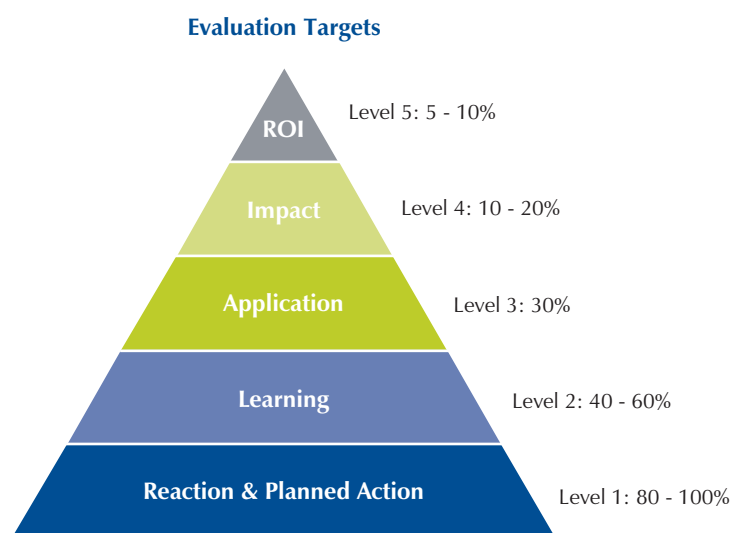 Evaluation Targets
ROI
Level 5: 5 - 10%
Impact
Level 4: 10 - 20%
Application
Level 3: 30%
Learning
Level 2: 40 - 60%
Reaction & Planned Action
Level 1: 80 - 100%